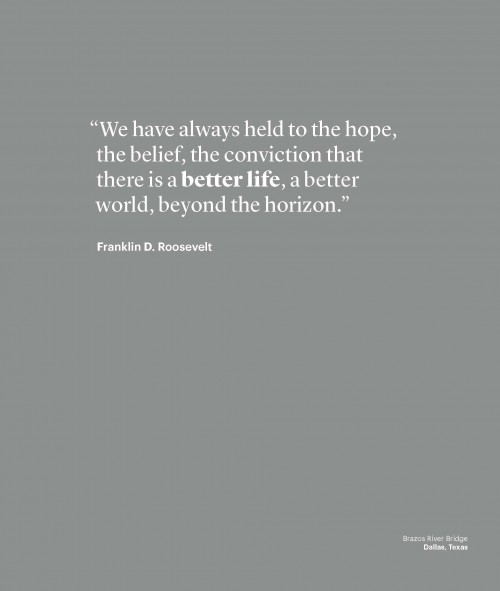 “We have always held to the hope,
the belief, the conviction that
there is a better life, a better
world, beyond the horizon.”
Franklin D. Roosevelt
Brazos River Bridge
Dallas, Texas